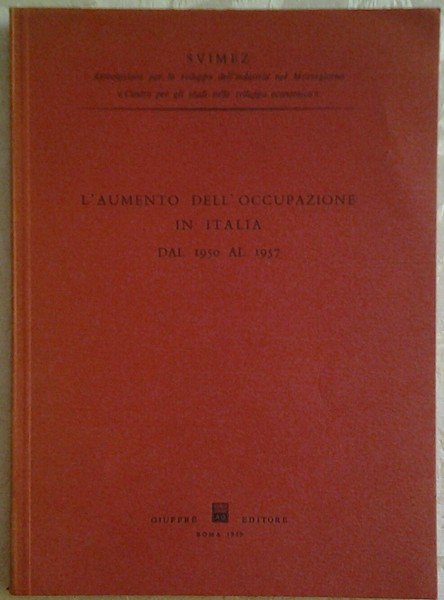 SVIMEZ
Associazione per lo sviluppo dell'industria nel Mezzogiorno
«Centro per gli studi sullo sviluppo economico»
L'AUMENTO DELL'OCCUPAZIONE
IN ITALIA
DAL 1950 AL 1957
GIUFFRÈ EDITORE
ROMA 1959